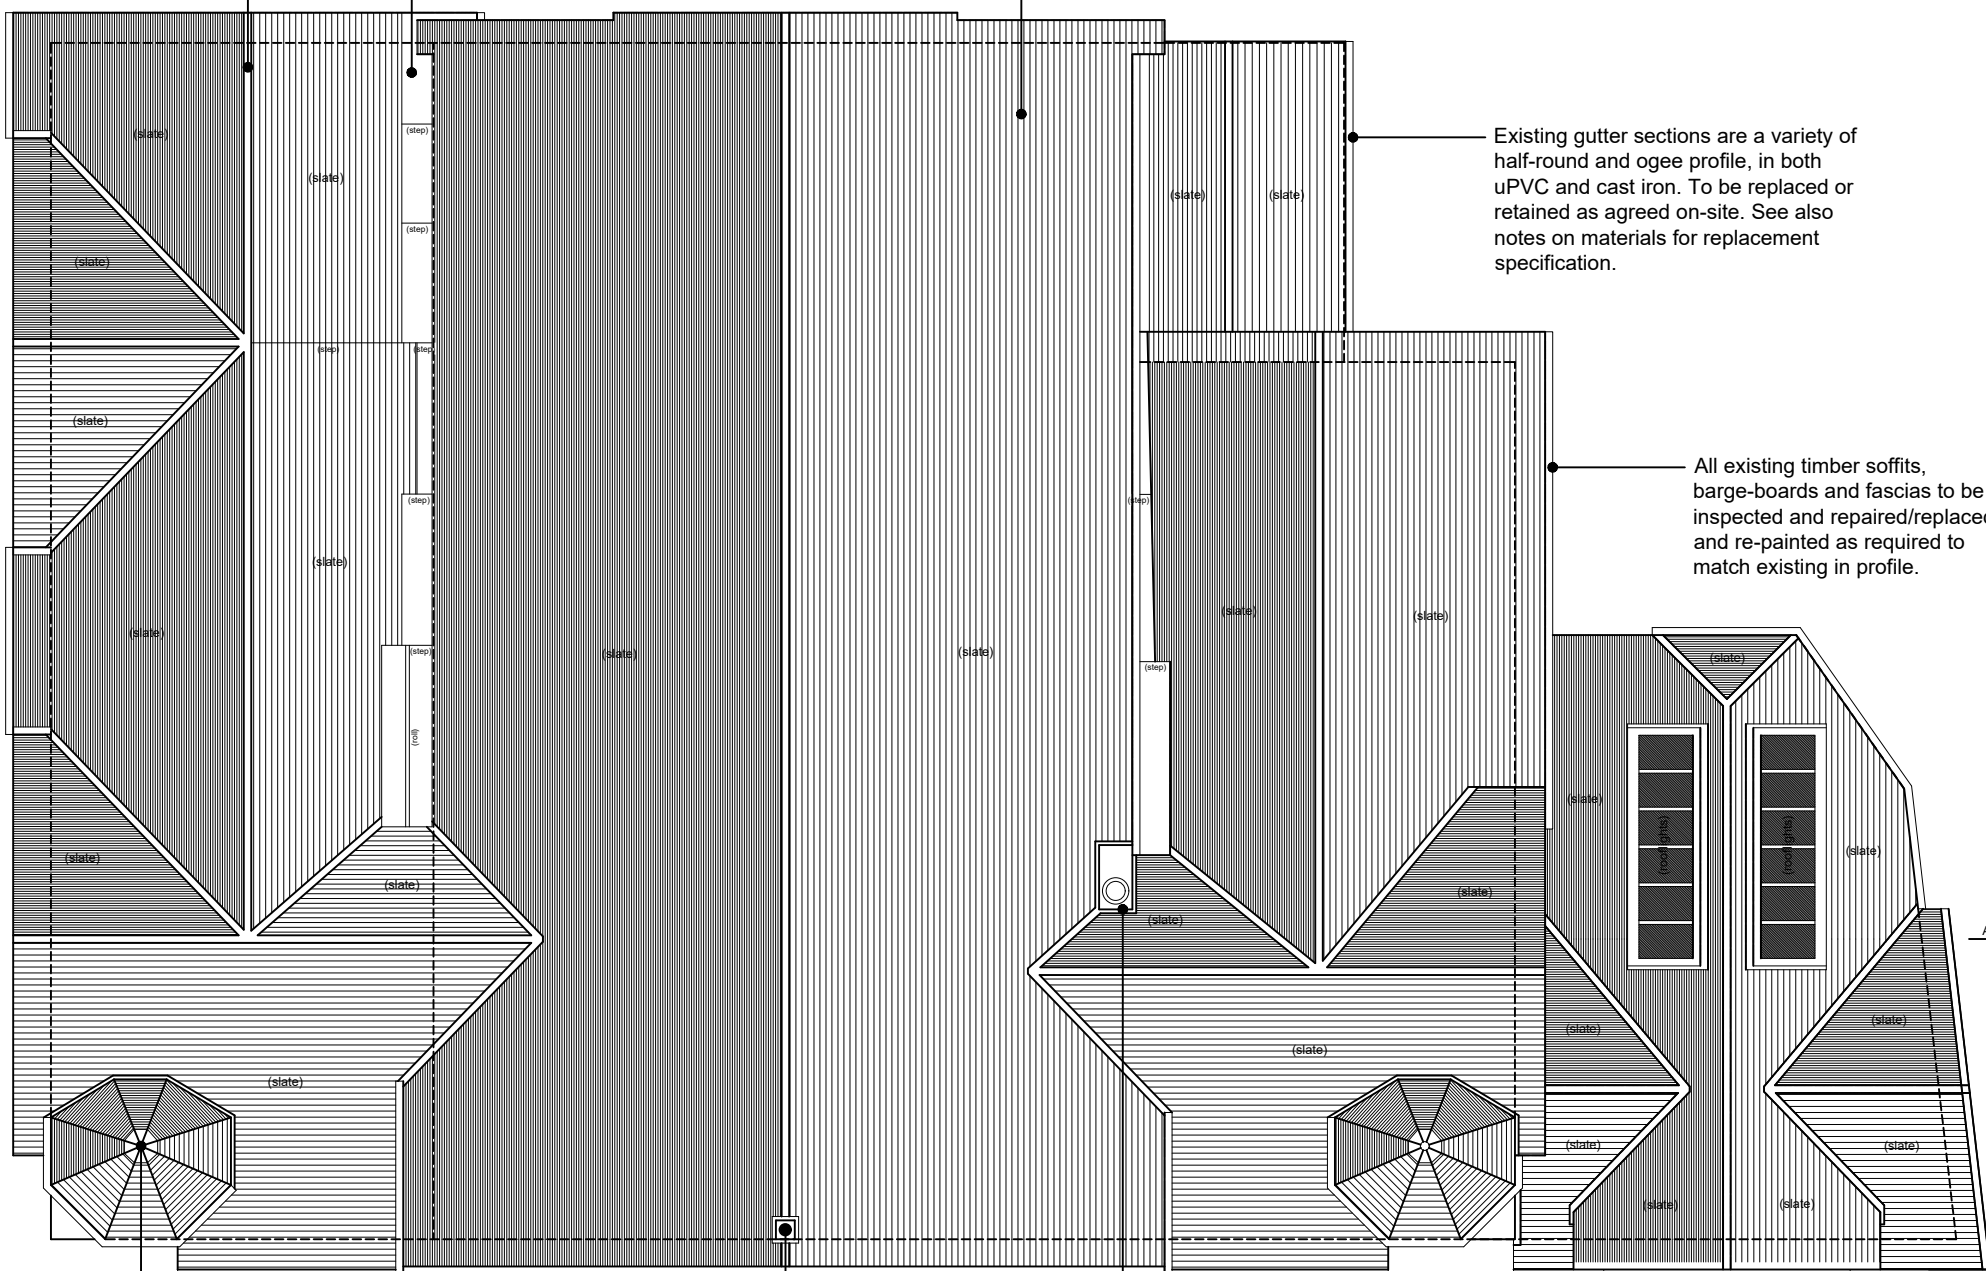 Existing gutter sections are a variety of
half-round and ogee profile, in both
uPVC and cast iron. To be replaced or
retained as agreed on-site. See also
notes on materials for replacement
specification.
All existing timber soffits,
barge-boards and fascias to be
inspected and repaired/replaced
and re-painted as required to
match existing in profile.
(step)
(slate)
(slate)
(slate)
(slate)
(step)
(slate)
(step)
(step)
(slate)
(step)
(step)
(slate)
(slate)
(slate)
(slate)
(step)
(slate)
(slate)
(slate)
(step)
(slate)
(step)
(roll)
(slate)
(rooflights)
(rooflights)
(slate)
(slate)
(slate)
(slate)
(slate)
(slate)
(slate)
(slate)
(slate)
(slate)
(slate)
(slate)
(slate)
(slate)
A